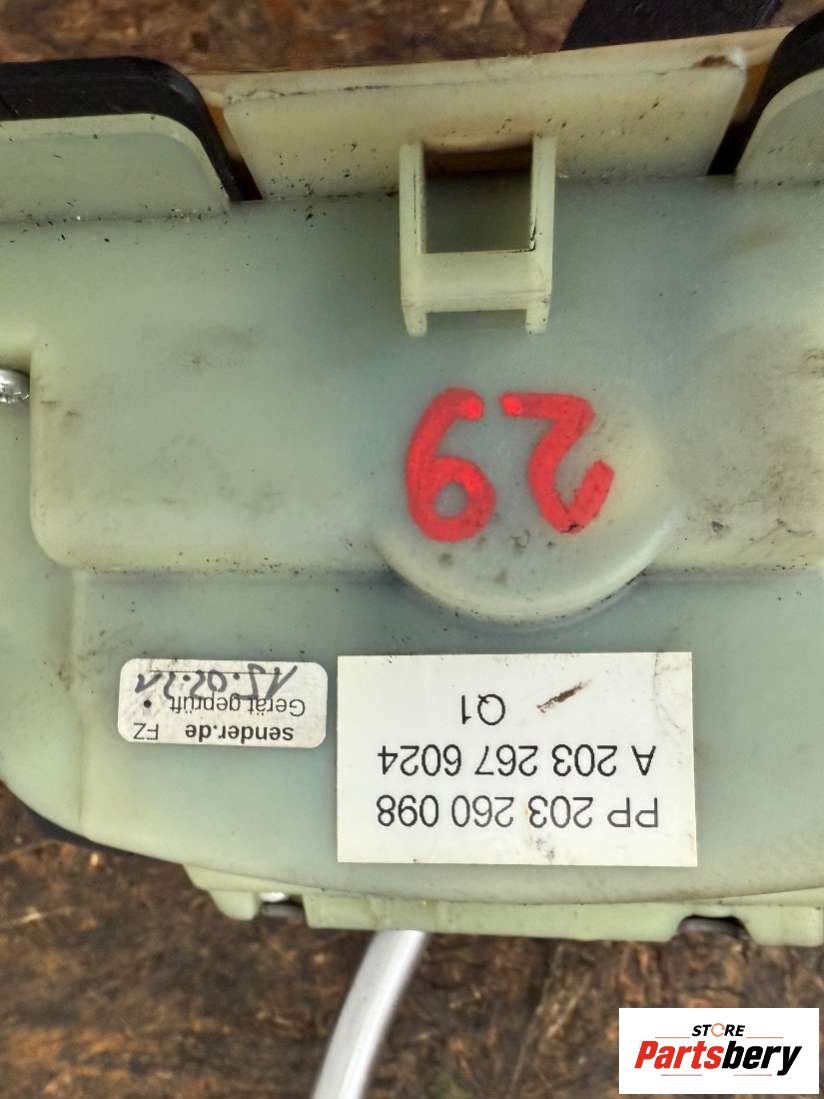 29
PP 203 260 098
A 203 267 6024
Q1
sender.de FZ
Gerät geprüft •
STORE
Partsbery